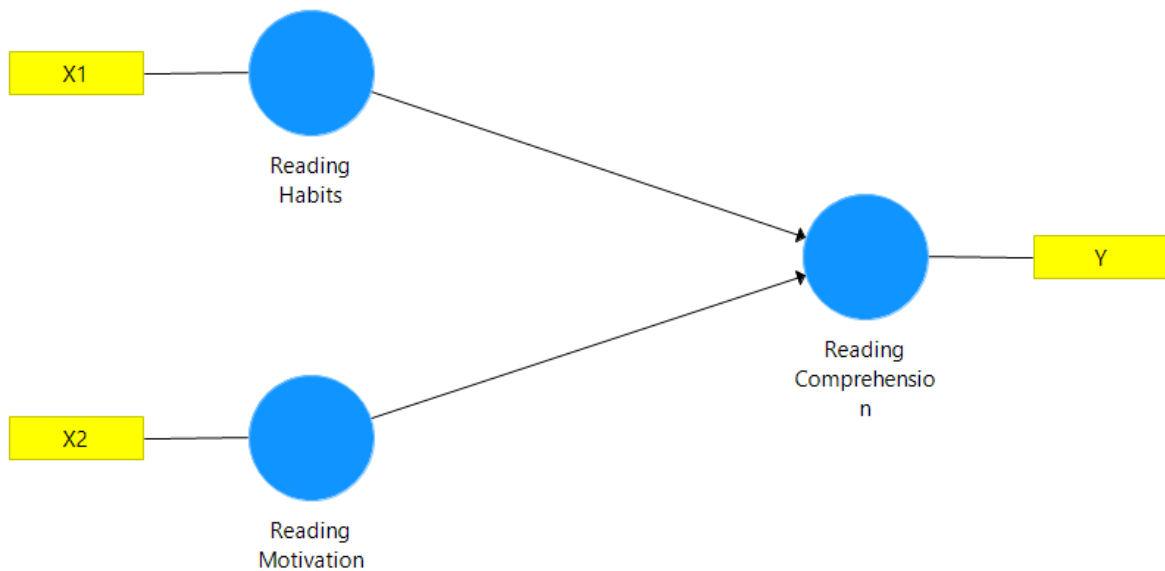 X1
Reading
Habits
Y
Reading
Comprehensio
n
X2
Reading
Motivation